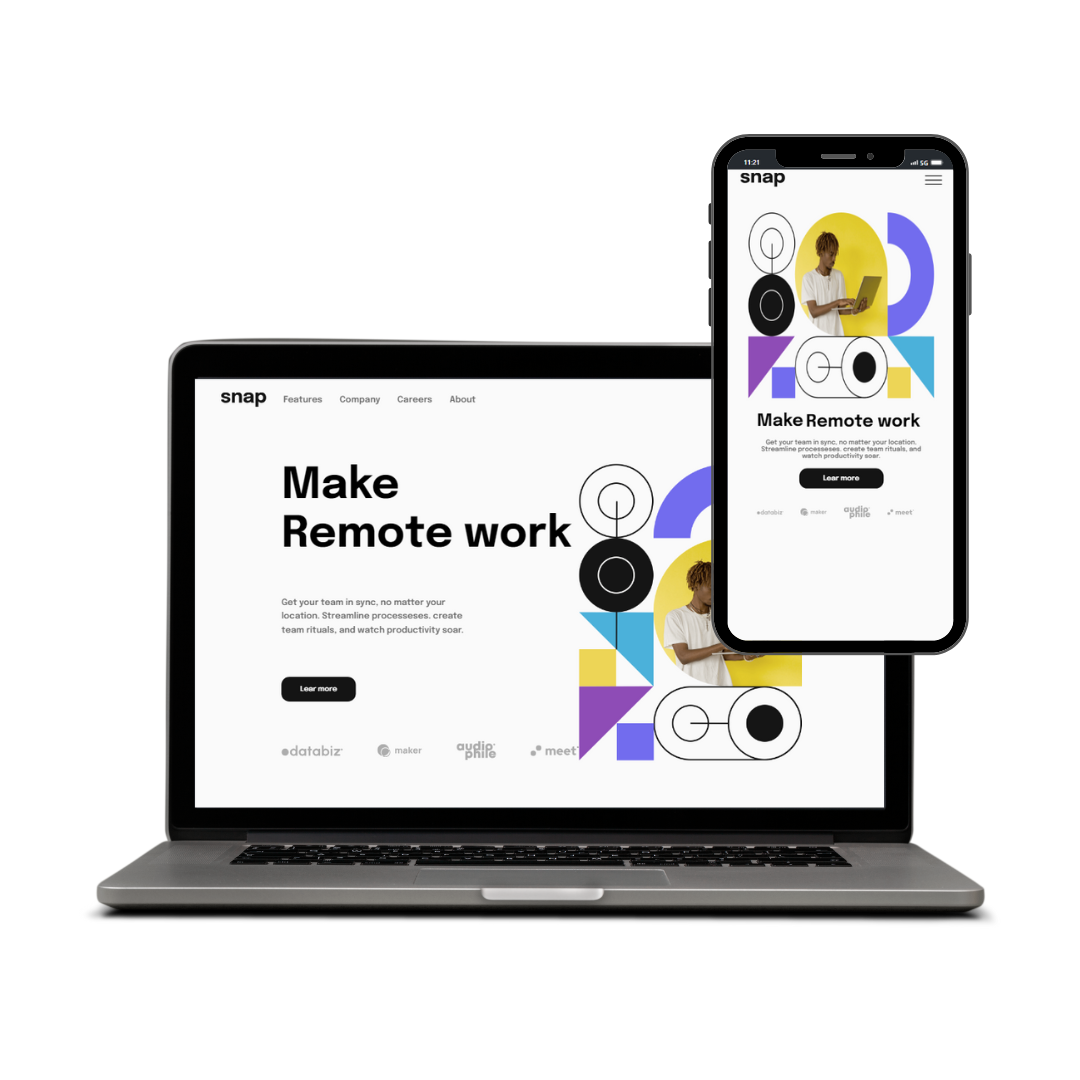 11:21
5G
snap
Make Remote work
Get your team in sync, no matter your location.
Streamline processeses. create team rituals, and
watch productivity soar.
Lear more
databiz
maker
audiophile
meet
snap
Features
Company
Careers
About
Make
Remote work
Get your team in sync, no matter your
location. Streamline processeses. create
team rituals, and watch productivity soar.
Lear more
databiz
maker
audio
phile
meet